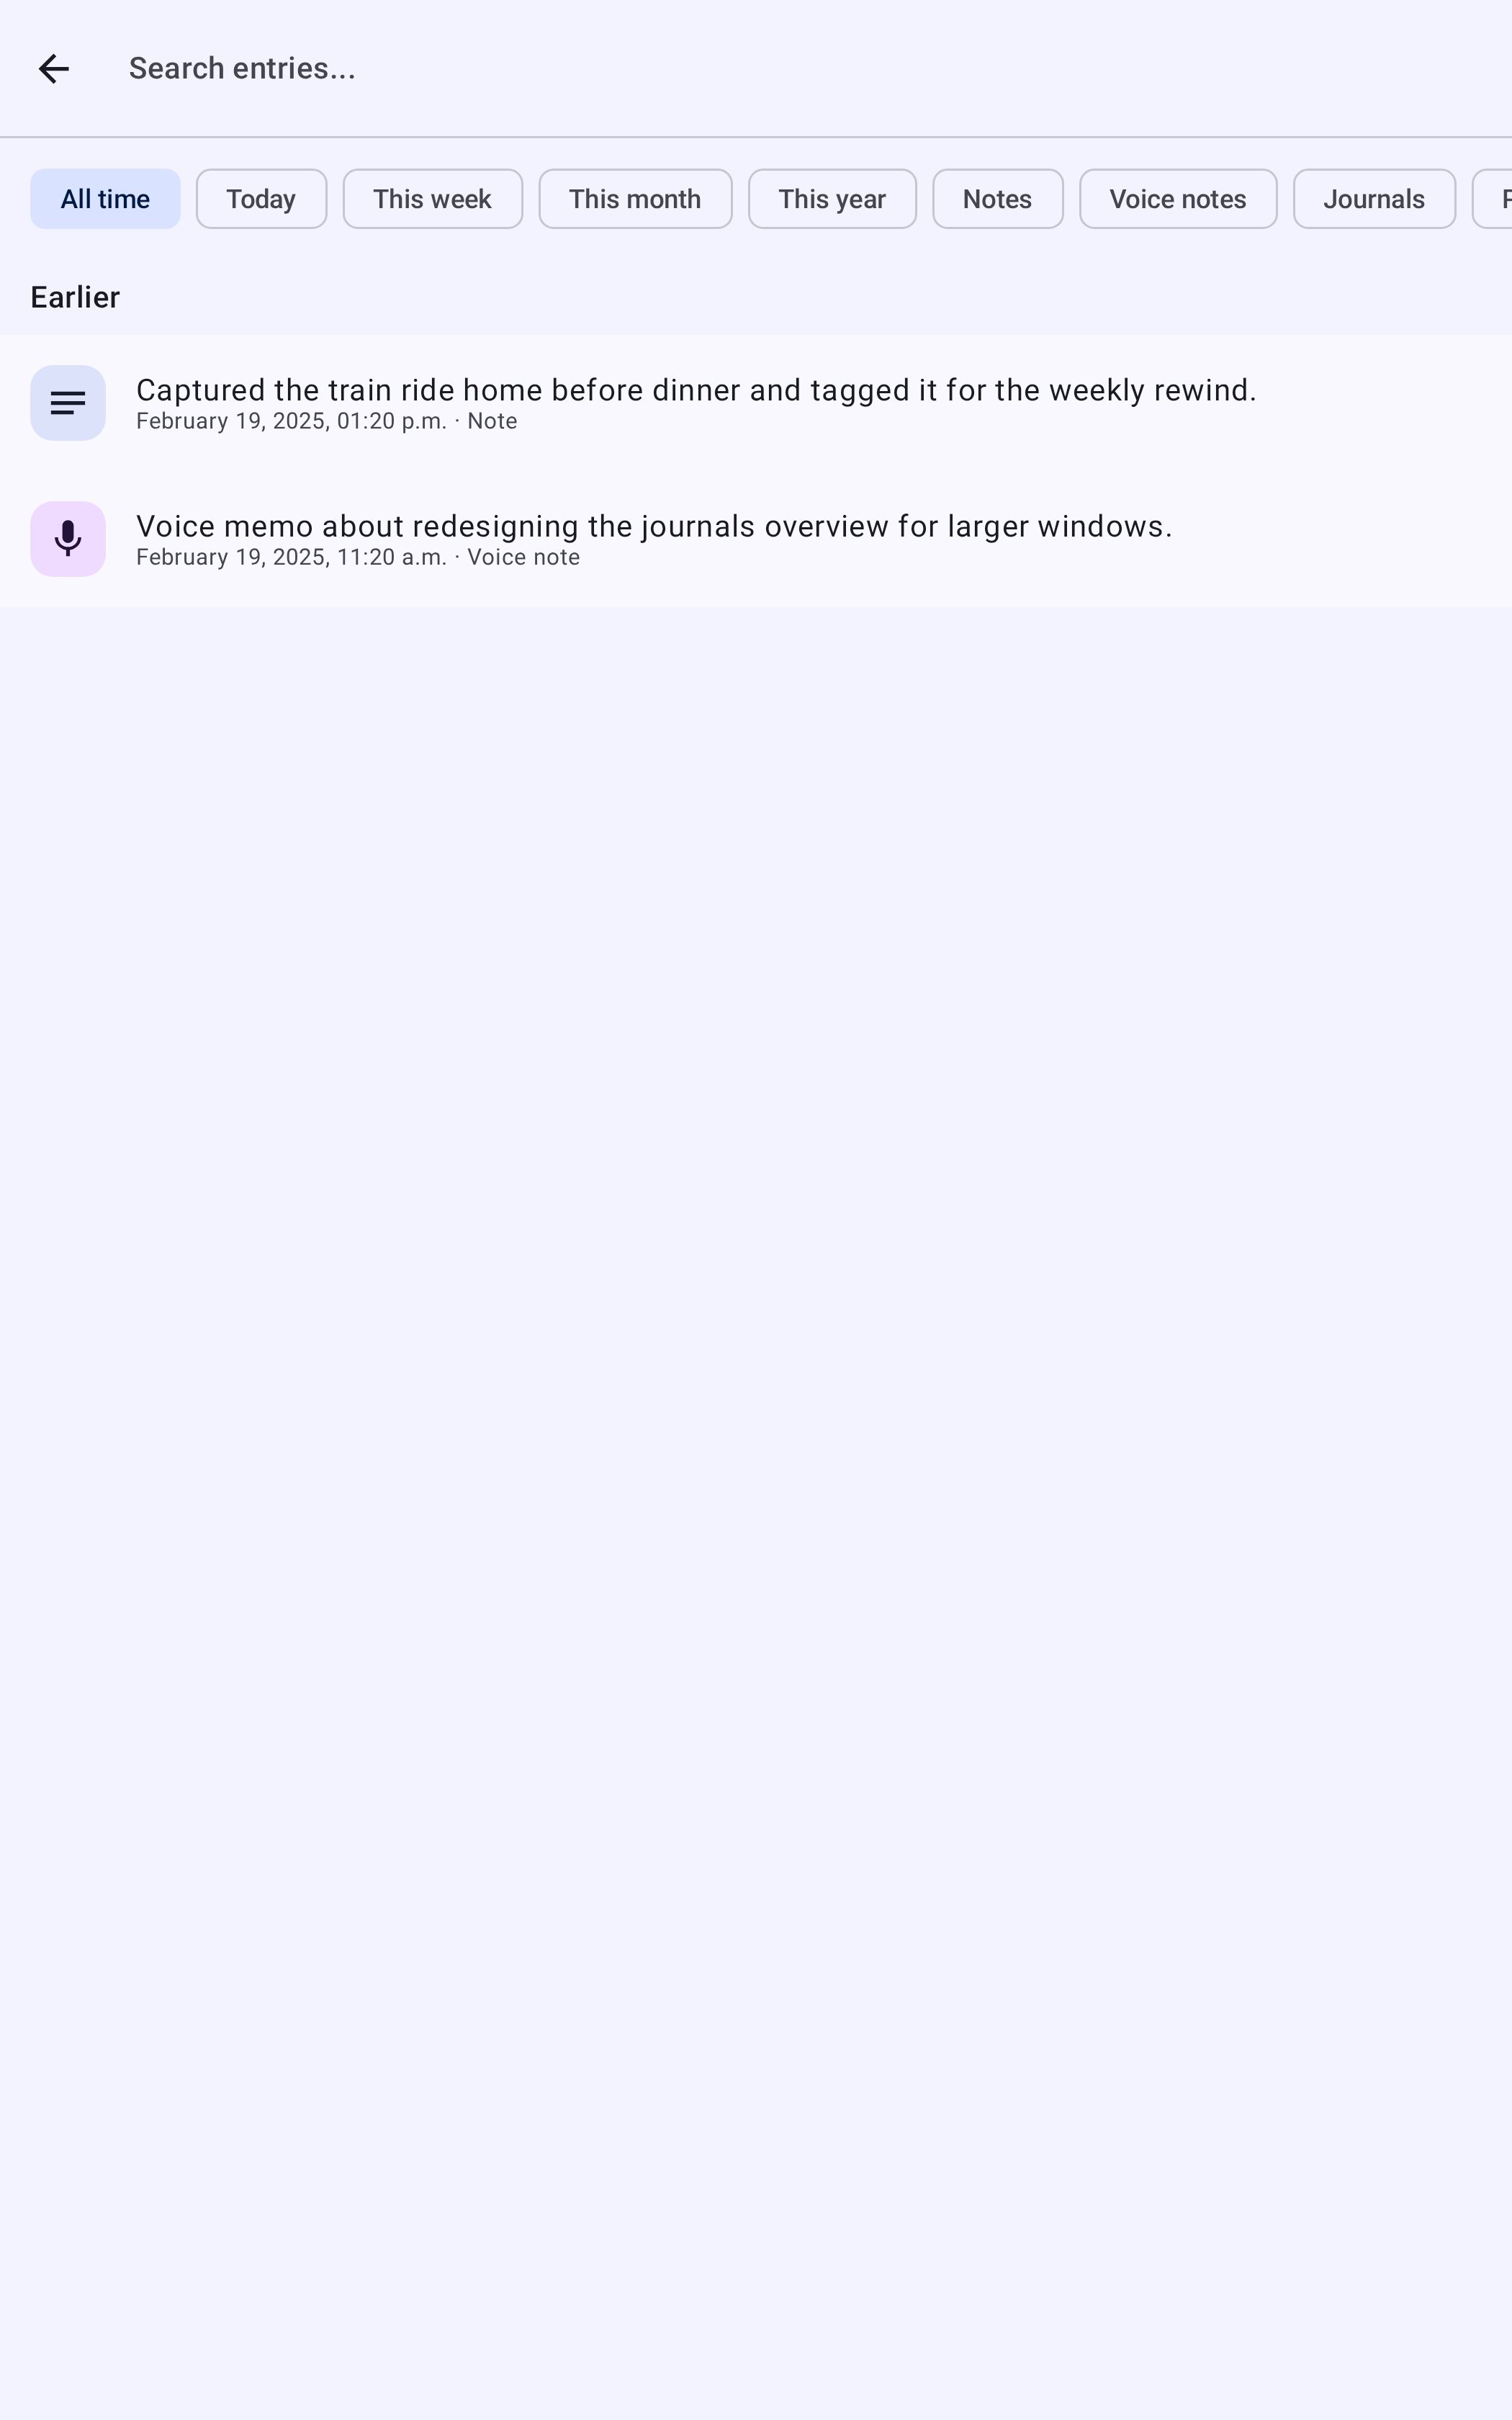 Search entries...
All time Today This week This month This year Notes Voice notes Journals
Earlier
Captured the train ride home before dinner and tagged it for the weekly rewind.
February 19, 2025, 01:20 p.m. · Note
Voice memo about redesigning the journals overview for larger windows.
February 19, 2025, 11:20 a.m. · Voice note